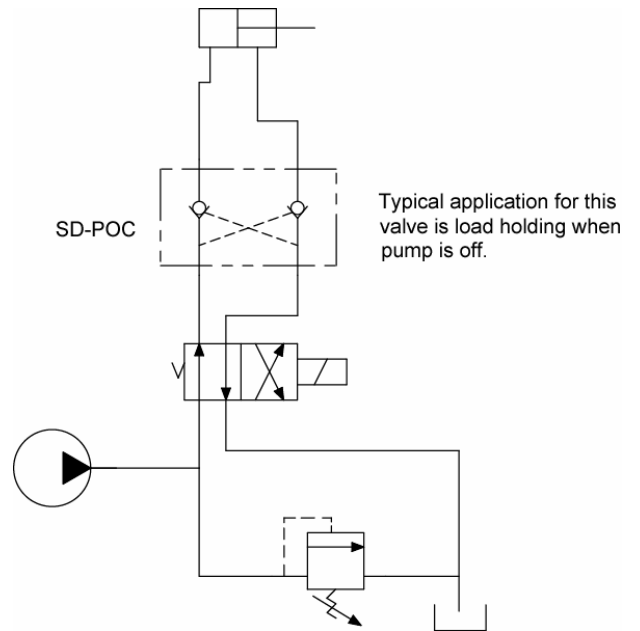 Typical application for this
valve is load holding when
pump is off.
SD-POC